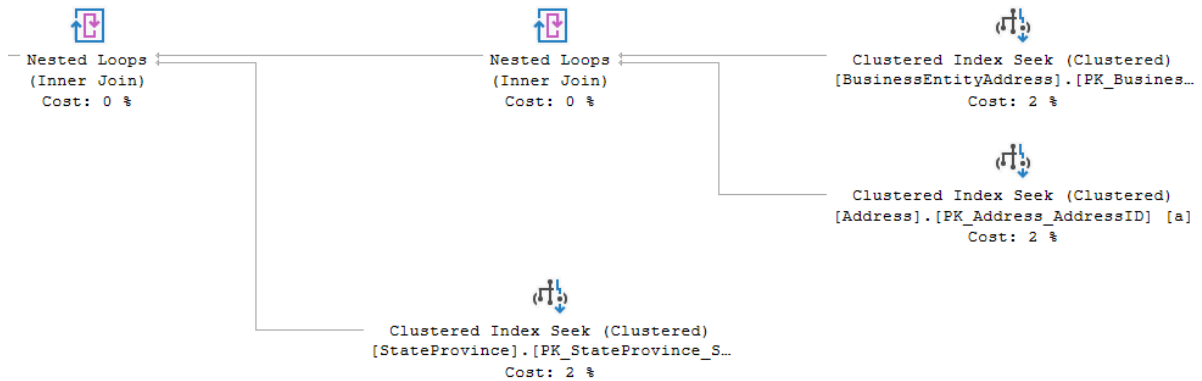 Nested Loops
(Inner Join)
Cost: 0 %
Nested Loops
(Inner Join)
Cost: 0 %
Clustered Index Seek (Clustered)
[BusinessEntityAddress].[PK_Busines…
Cost: 2 %
Clustered Index Seek (Clustered)
[Address].[PK_Address_AddressID] [a]
Cost: 2 %
Clustered Index Seek (Clustered)
[StateProvince].[PK_StateProvince_S…
Cost: 2 %